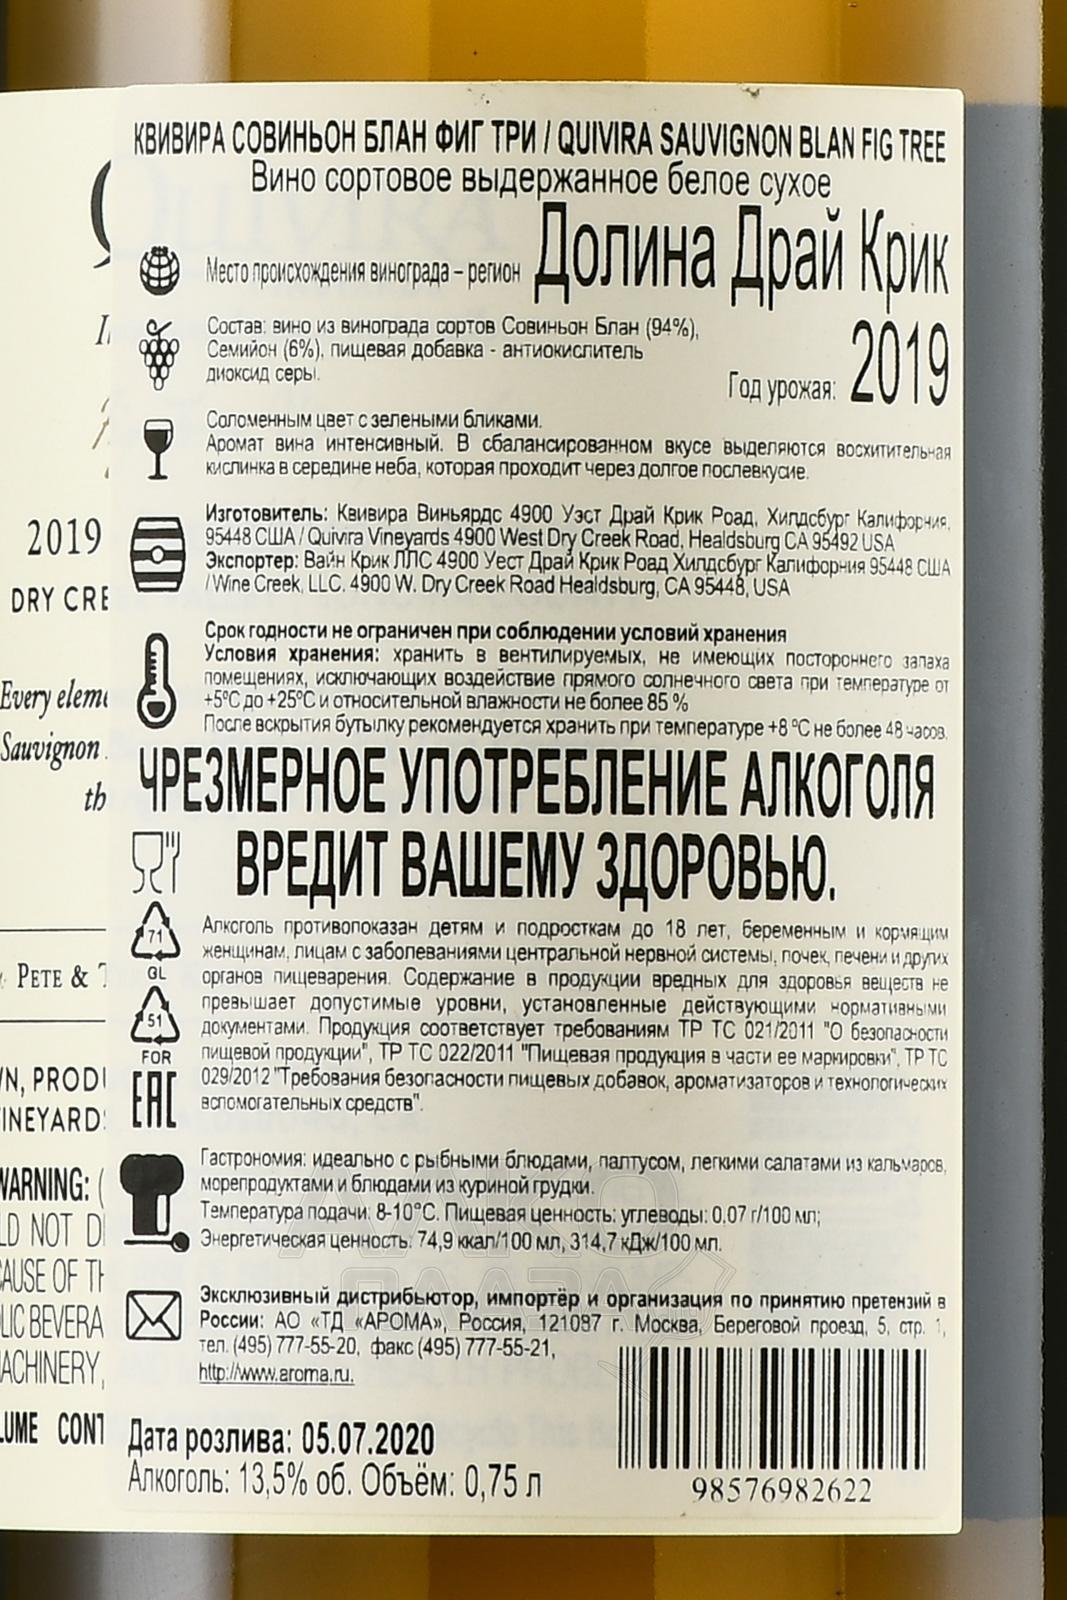 КВИВИРА СОВИНЬОН БЛАН ФИГ ТРИ / QUIVIRA SAUVIGNON BLAN FIG TREE
Вино сортовое выдержанное белое сухое
Место происхождения винограда – регион Долина Драй Крик
Состав: вино из винограда сортов Совиньон Блан (94%),
Семийон (6%), пищевая добавка - антиокислитель
диоксид серы.
Год урожая: 2019
Соломенным цвет с зелеными бликами.
Аромат вина интенсивный. В сбалансированном вкусе выделяются восхитительная
кислинка в середине неба, которая проходит через долгое послевкусие.
Изготовитель: Квивира Виньярдс 4900 Уэст Драй Крик Роад, Хилдсбург Калифорния,
95448 США / Quivira Vineyards 4900 West Dry Creek Road, Healdsburg CA 95492 USA
Экспортер: Вайн Крик ЛЛС 4900 Уест Драй Крик Роад Хилдсбург Калифорния 95448 США
/ Wine Creek, LLC. 4900 W. Dry Creek Road Healdsburg, CA 95448, USA
Срок годности не ограничен при соблюдении условий хранения
Условия хранения: хранить в вентилируемых, не имеющих постороннего запаха
помещениях, исключающих воздействие прямого солнечного света при температуре от
+5ºС до +25ºС и относительной влажности не более 85 %
После вскрытия бутылку рекомендуется хранить при температуре +8 ºС не более 48 часов.
ЧРЕЗМЕРНОЕ УПОТРЕБЛЕНИЕ АЛКОГОЛЯ
ВРЕДИТ ВАШЕМУ ЗДОРОВЬЮ.
Алкоголь противопоказан детям и подросткам до 18 лет, беременным и кормящим
женщинам, лицам с заболеваниями центральной нервной системы, почек, печени и других
органов пищеварения. Содержание в продукции вредных для здоровья веществ не
превышает допустимые уровни, установленные действующими нормативными
документами. Продукция соответствует требованиям ТР ТС 021/2011 "О безопасности
пищевой продукции", ТР ТС 022/2011 "Пищевая продукция в части ее маркировки", ТР ТС
029/2012 "Требования безопасности пищевых добавок, ароматизаторов и технологических
вспомогательных средств".
71
GL
51
FOR
EAC
Гастрономия: идеально с рыбными блюдами, палтусом, легкими салатами из кальмаров,
морепродуктами и блюдами из куриной грудки.
Температура подачи: 8-10°С. Пищевая ценность: углеводы: 0,07 г/100 мл;
Энергетическая ценность: 74,9 ккал/100 мл, 314,7 кДж/100 мл.
Эксклюзивный дистрибьютор, импортёр и организация по принятию претензий в
России: АО «ТД «АРОМА», Россия, 121087 г. Москва, Береговой проезд, 5, стр. 1,
тел. (495) 777-55-20, факс (495) 777-55-21,
http://www.aroma.ru.
Дата розлива: 05.07.2020
Алкоголь: 13,5% об. Объём: 0,75 л
98576982622
АЛКО
ПЛАЗА
2019
DRY CRE
Every eleme
Sauvignon
th
PETE & T
WN, PRODU
VINEYARDS
WARNING: (
LD NOT DR
CAUSE OF TH
LIC BEVERA
MACHINERY,
LUME CONT